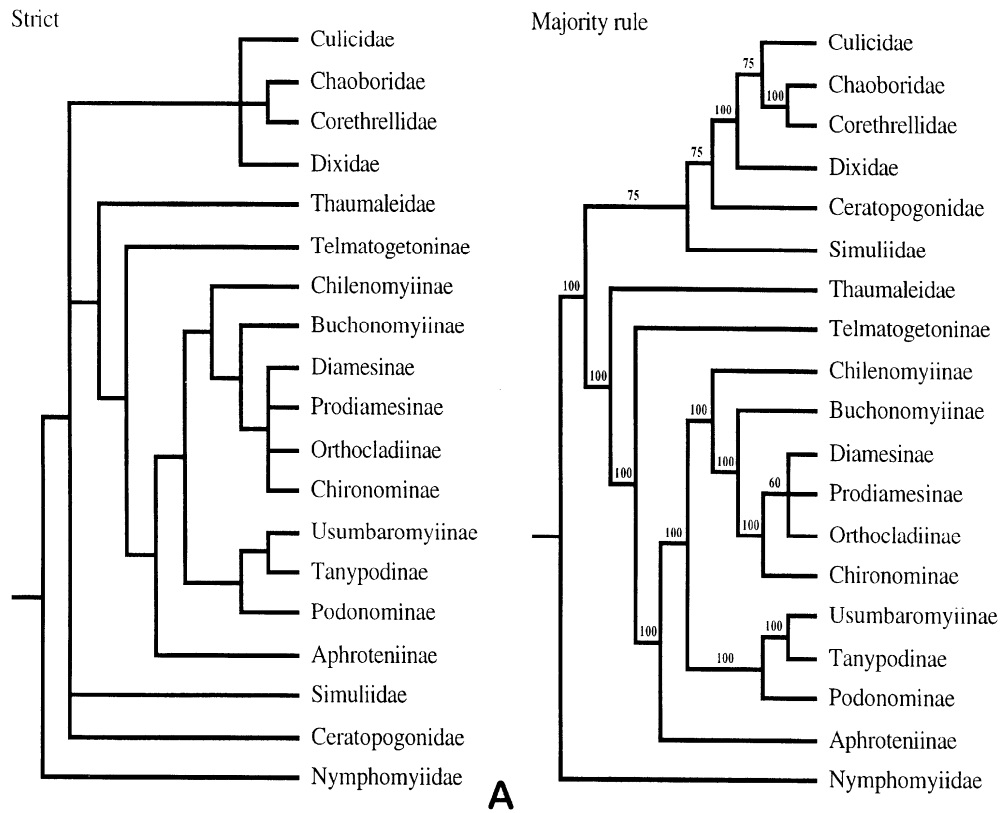 Strict
Culicidae
Chaoboridae
Corethrellidae
Dixidae
Thaumaleidae
Telmatogetoninae
Chilenomyiinae
Buchonomyiinae
Diamesinae
Prodiamesinae
Orthocladiinae
Chironominae
Usumbaromyiinae
Tanypodinae
Podonominae
Aphroteniinae
Simuliidae
Ceratopogonidae
Nymphomyiidae
Majority rule
Culicidae
75
Chaoboridae
100
Corethrellidae
100
Dixidae
75
Ceratopogonidae
75
Simuliidae
100
Thaumaleidae
Telmatogetoninae
Chilenomyiinae
100
100
Buchonomyiinae
Diamesinae
100
100
60
Prodiamesinae
100
100
Orthocladiinae
Chironominae
Usumbaromyiinae
100
100
Tanypodinae
100
Podonominae
Aphroteniinae
Nymphomyiidae
A